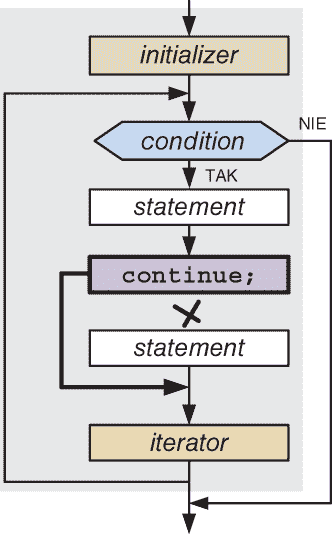 initializer
condition
NIE
TAK
statement
continue;
statement
iterator